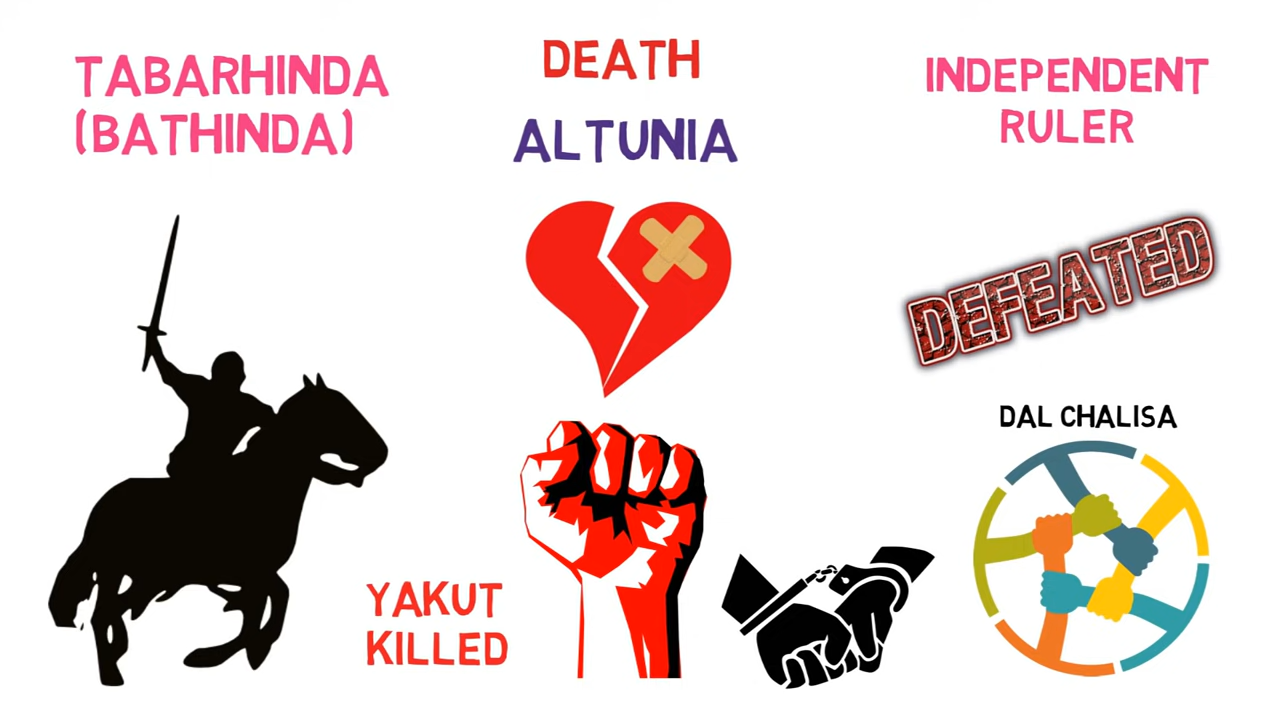 TABARHINDA
(BATHINDA)
DEATH
ALTUNIA
INDEPENDENT
RULER
DEFEATED
DAL CHALISA
YAKUT
KILLED